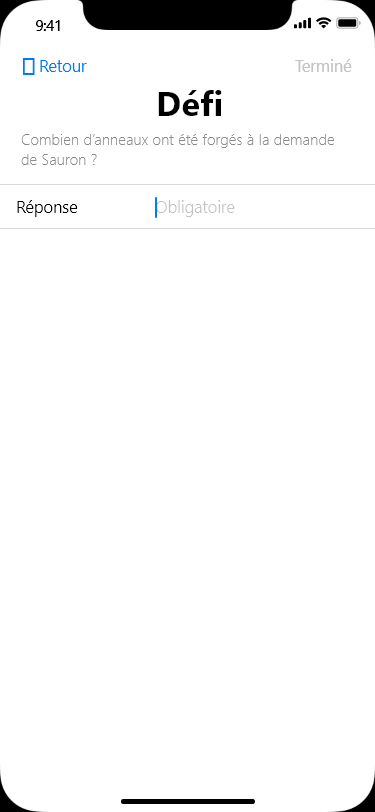 9:41
Retour
Terminé
Défi
Combien d’anneaux ont été forgés à la demande
de Sauron ?
Réponse
Obligatoire